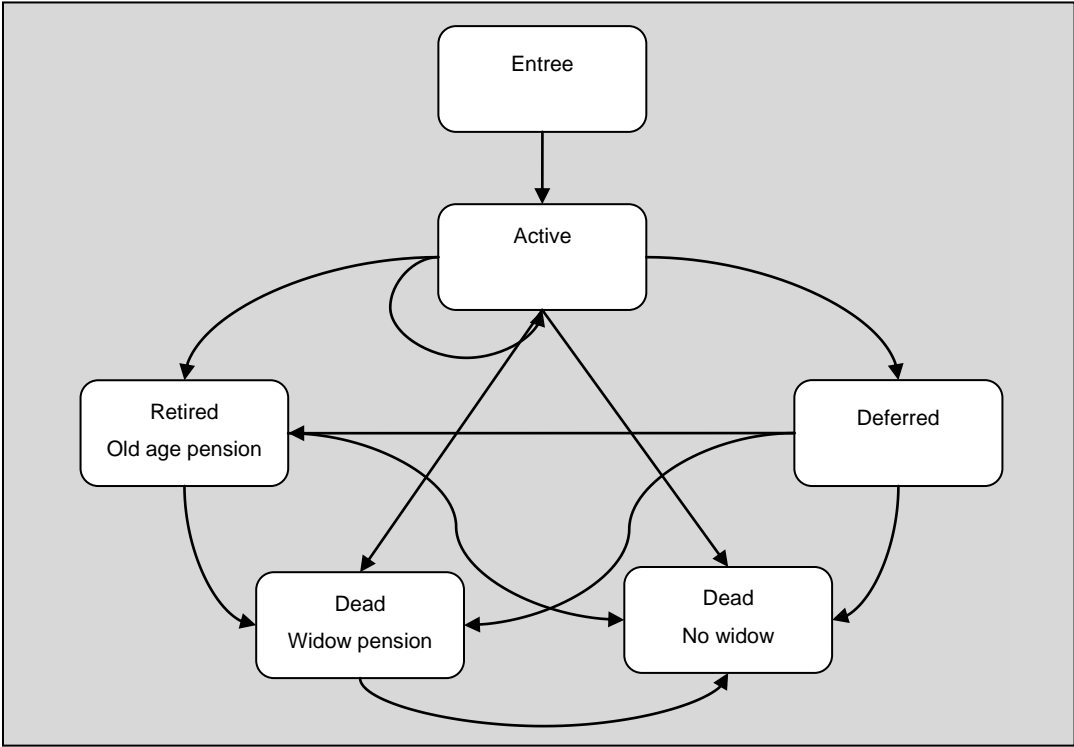 Entree
Active
Retired
Old age pension
Deferred
Dead
Widow pension
Dead
No widow